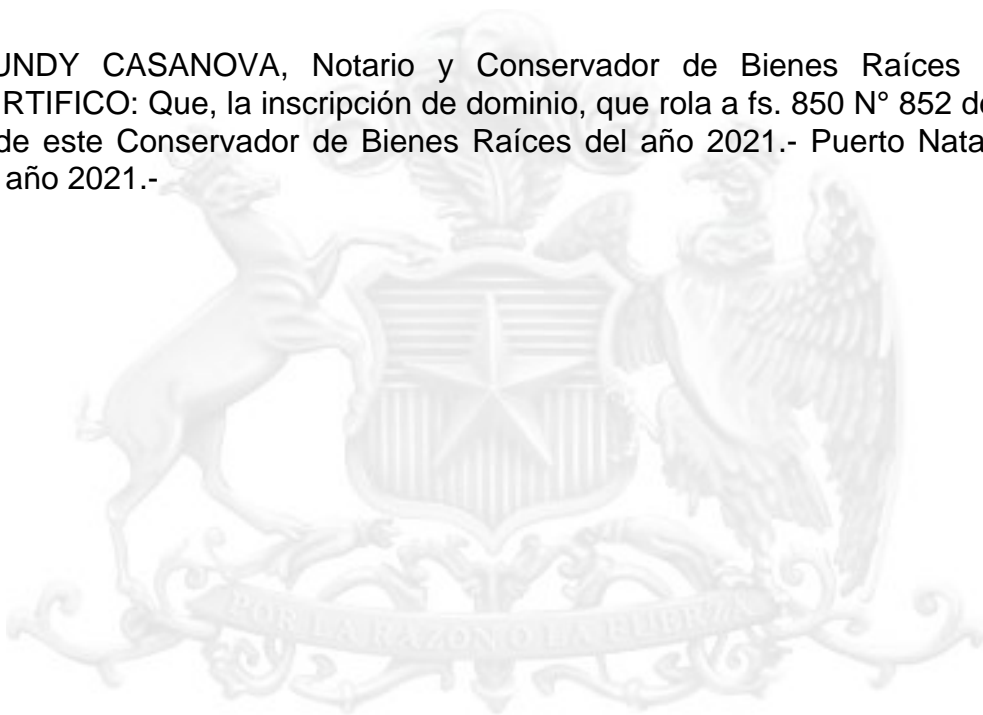 UNDY CASANOVA, Notario y Conservador de Bienes Raíces
RTIFICO: Que, la inscripción de dominio, que rola a fs. 850 N° 852 de
de este Conservador de Bienes Raíces del año 2021.- Puerto Nata
año 2021.-
POR LA RAZON O LA FUERZA